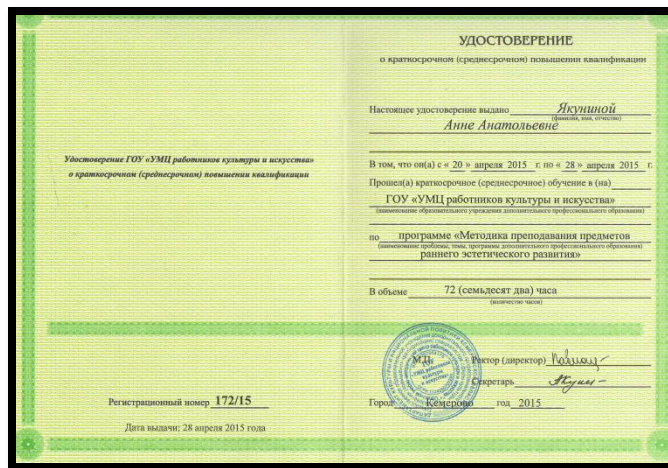 Удостоверение ГОУ «УМЦ работников культуры и искусства»
о краткосрочном (среднесрочном) повышении квалификации
Регистрационный номер 172/15
Дата выдачи: 28 апреля 2015 года
УДОСТОВЕРЕНИЕ
о краткосрочном (среднесрочном) повышении квалификации
Настоящее удостоверение выдано Якуниной
(фамилия, имя, отчество)
Анне Анатольевне
В том, что он(а) с « 20 » апреля 2015 г. по « 28 » апреля 2015 г.
Прошел(а) краткосрочное (среднесрочное) обучение в (на)
ГОУ «УМЦ работников культуры и искусства»
(наименование образовательного учреждения дополнительного профессионального образования)
по программе «Методика преподавания предметов
(наименование проблемы, темы, программы дополнительного профессионального образования)
раннего эстетического развития»
В объеме 72 (семьдесят два) часа
(количество часов)
М.П. Ректор (директор)
Секретарь
Город Кемерово год 2015